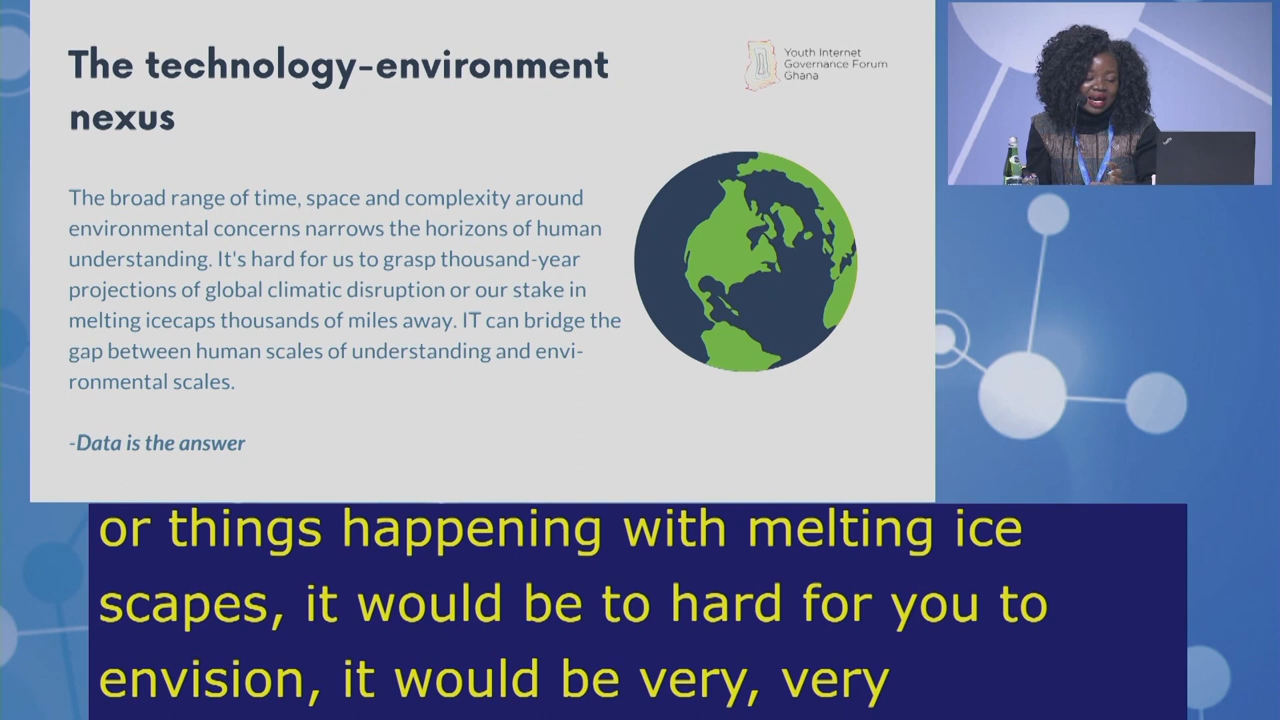 The technology-environment
nexus
Youth Internet
Governance Forum
Ghana
The broad range of time, space and complexity around
environmental concerns narrows the horizons of human
understanding. It's hard for us to grasp thousand-year
projections of global climatic disruption or our stake in
melting icecaps thousands of miles away. IT can bridge the
gap between human scales of understanding and envi-
ronmental scales.
-Data is the answer
or things happening with melting ice
scapes, it would be to hard for you to
envision, it would be very, very